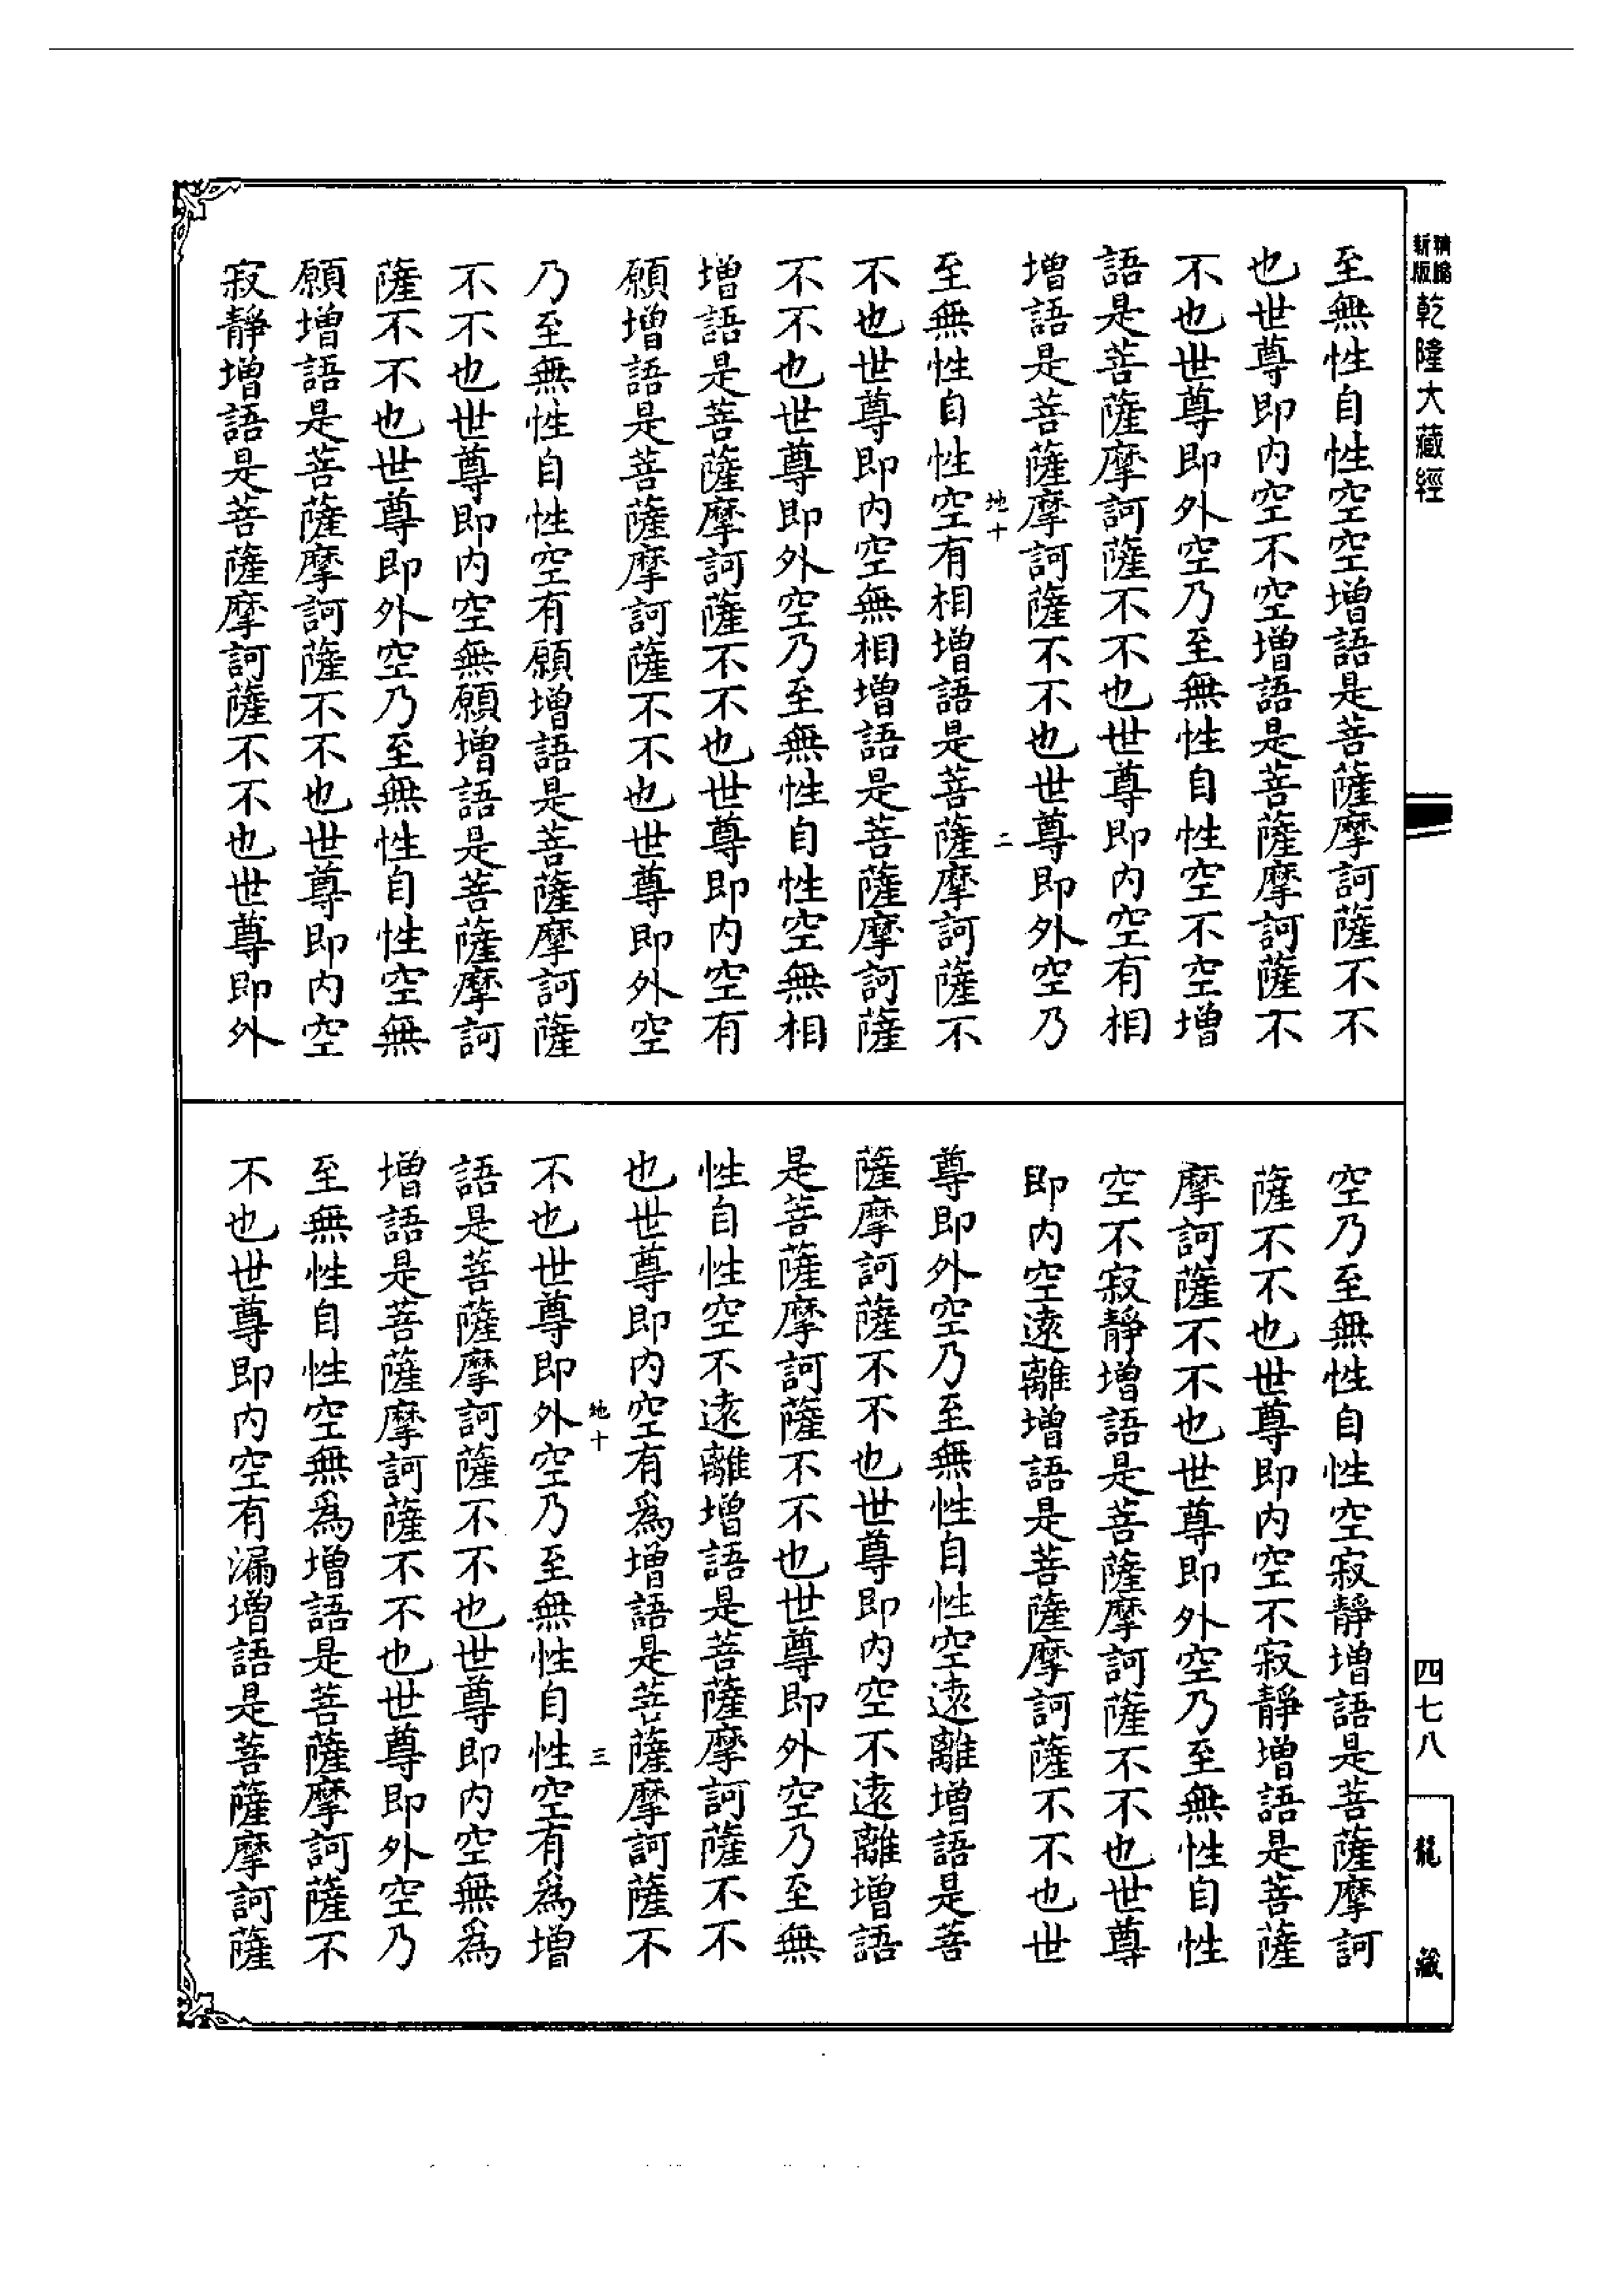 精編
新版
乾隆大藏經
四七八
龍藏
至無性自性空空增語是菩薩摩訶薩不不
也世尊即內空不空增語是菩薩摩訶薩不
不也世尊即外空乃至無性自性空不空增
語是菩薩摩訶薩不不也世尊即內空有相
增語是菩薩摩訶薩不不也世尊即外空乃
地十 二
至無性自性空有相增語是菩薩摩訶薩不
不也世尊即內空無相增語是菩薩摩訶薩
不不也世尊即外空乃至無性自性空無相
增語是菩薩摩訶薩不不也世尊即內空有
願增語是菩薩摩訶薩不不也世尊即外空
乃至無性自性空有願增語是菩薩摩訶薩
不不也世尊即內空無願增語是菩薩摩訶
薩不不也世尊即外空乃至無性自性空無
願增語是菩薩摩訶薩不不也世尊即內空
寂靜增語是菩薩摩訶薩不不也世尊即外
空乃至無性自性空寂靜增語是菩薩摩訶
薩不不也世尊即內空不寂靜增語是菩薩
摩訶薩不不也世尊即外空乃至無性自性
空不寂靜增語是菩薩摩訶薩不不也世尊
即內空遠離增語是菩薩摩訶薩不不也世
尊即外空乃至無性自性空遠離增語是菩
薩摩訶薩不不也世尊即內空不遠離增語
是菩薩摩訶薩不不也世尊即外空乃至無
性自性空不遠離增語是菩薩摩訶薩不不
也世尊即內空有爲增語是菩薩摩訶薩不
地十 三
不也世尊即外空乃至無性自性空有爲增
語是菩薩摩訶薩不不也世尊即內空無爲
增語是菩薩摩訶薩不不也世尊即外空乃
至無性自性空無爲增語是菩薩摩訶薩不
不也世尊即內空有漏增語是菩薩摩訶薩